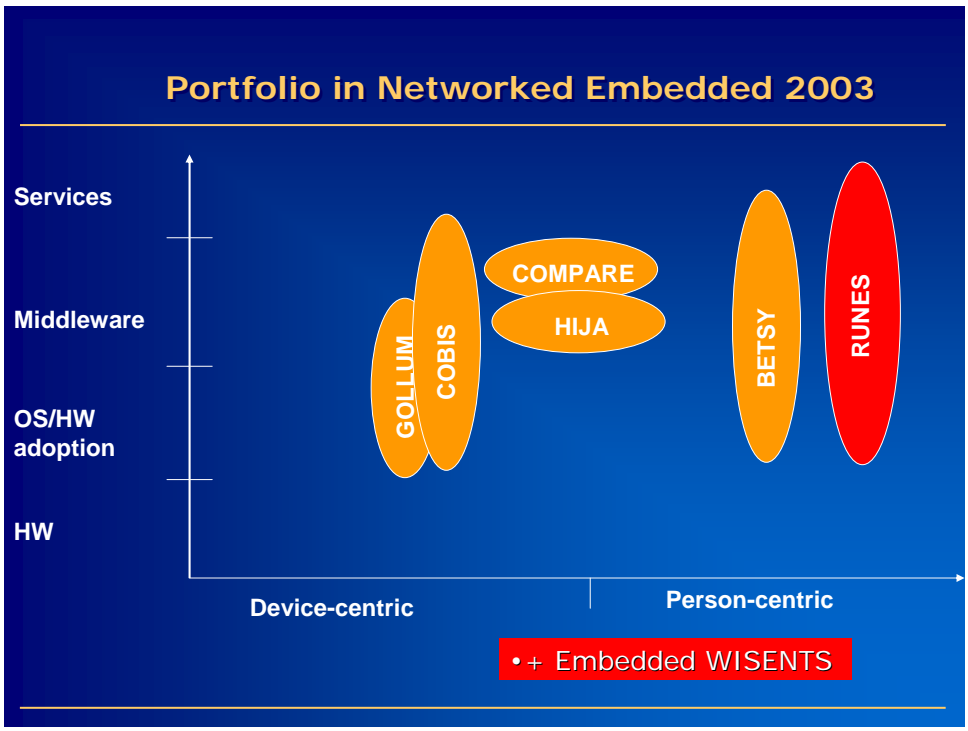 Portfolio in Networked Embedded 2003
Services
Middleware
OS/HW
adoption
HW
GOLLUM
COBIS
COMPARE
HIJA
BETSY
RUNES
Device-centric
Person-centric
•+ Embedded WISENTS